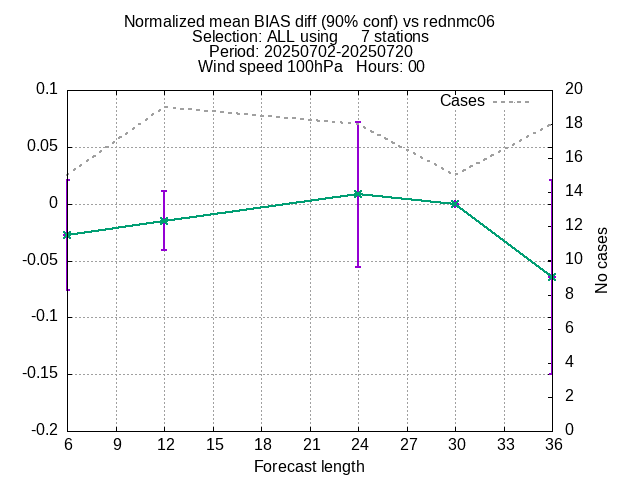 Normalized mean BIAS diff (90% conf) vs rednmc06
Selection: ALL using     7 stations
Period: 20250702-20250720
Wind speed 100hPa   Hours: 00
Cases
0.1
0.05
0
-0.05
-0.1
-0.15
-0.2
20
18
16
14
12
10
8
6
4
2
0
No cases
6 9 12 15 18 21 24 27 30 33 36
Forecast length